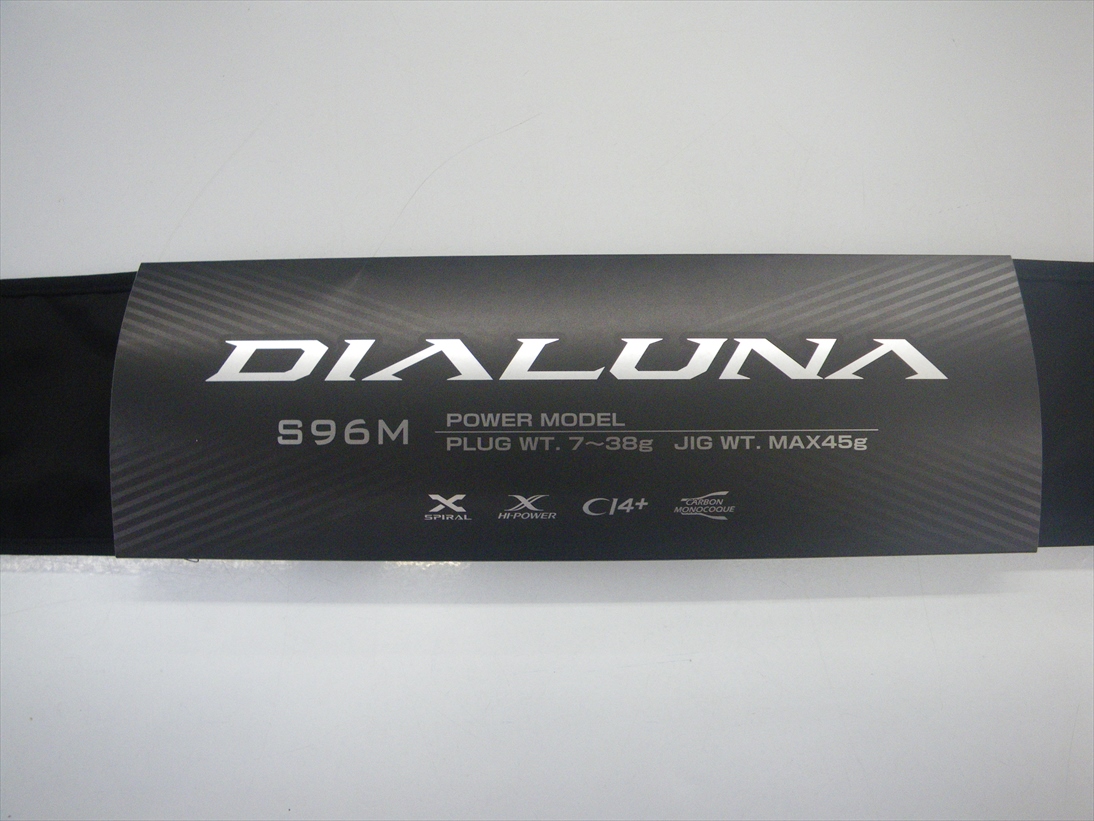 DIALUNA
S96M
POWER MODEL
PLUG WT. 7～38g JIG WT. MAX45g
X SPIRAL
X HI-POWER
CI4+
CARBON MONOCOQUE